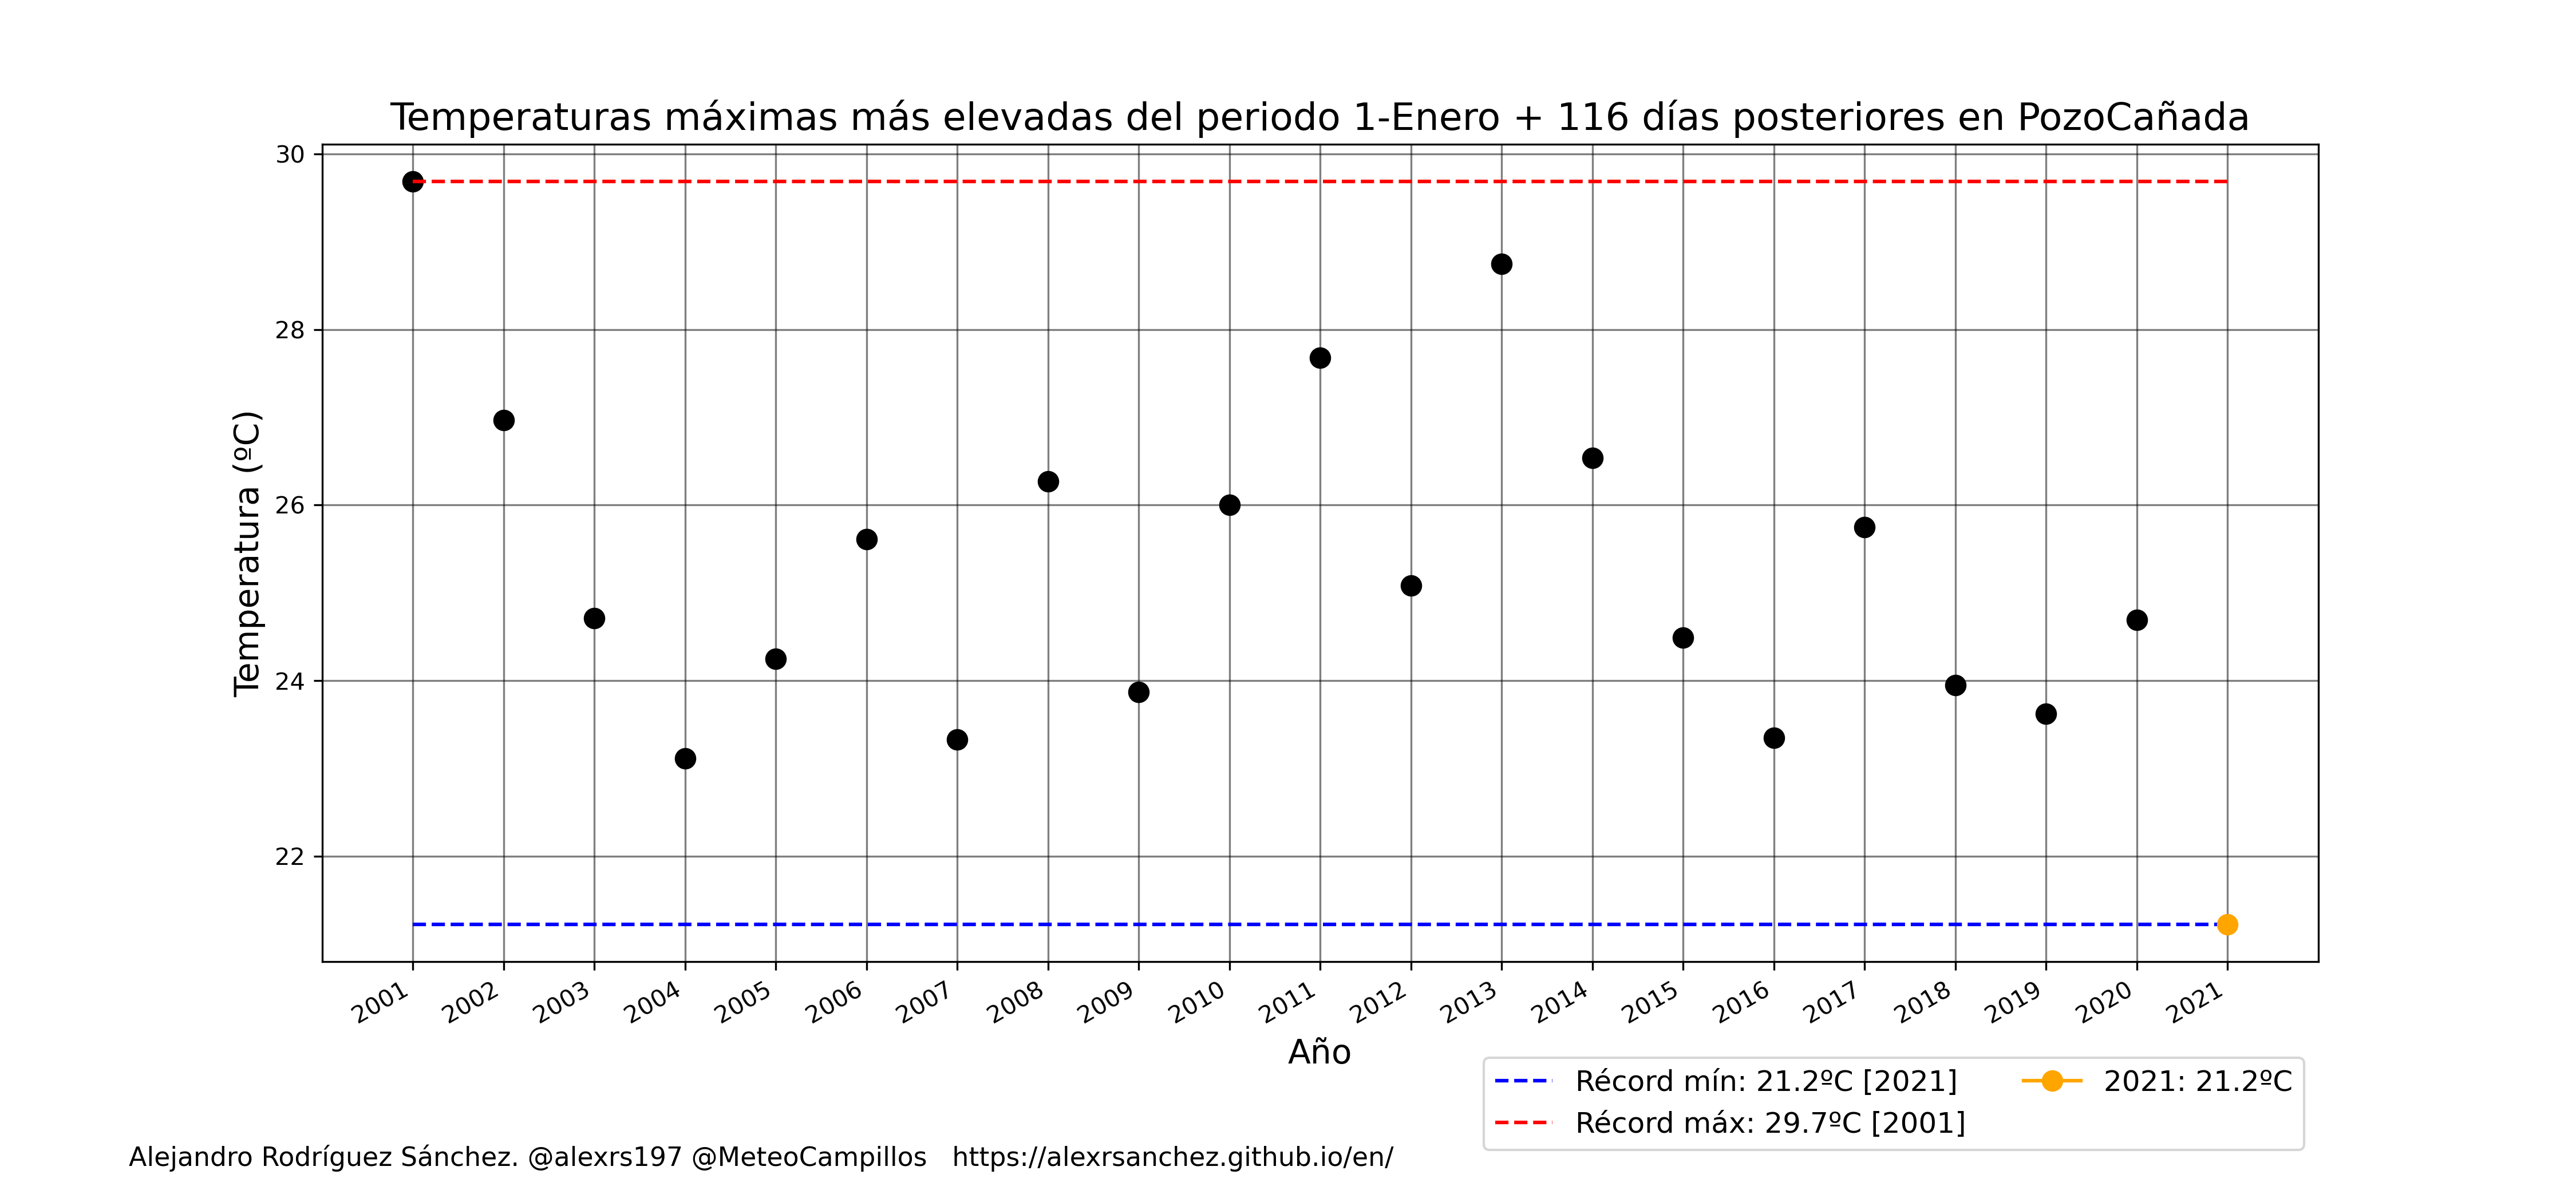 Temperaturas máximas más elevadas del periodo 1-Enero + 116 días posteriores en PozoCañada
Temperatura (ºC)
30
28
26
24
22
2001 2002 2003 2004 2005 2006 2007 2008 2009 2010 2011 2012 2013 2014 2015 2016 2017 2018 2019 2020 2021
Año
Récord mín: 21.2ºC [2021]
Récord máx: 29.7ºC [2001]
2021: 21.2ºC
Alejandro Rodríguez Sánchez. @alexrs197 @MeteoCampillos https://alexrsanchez.github.io/en/